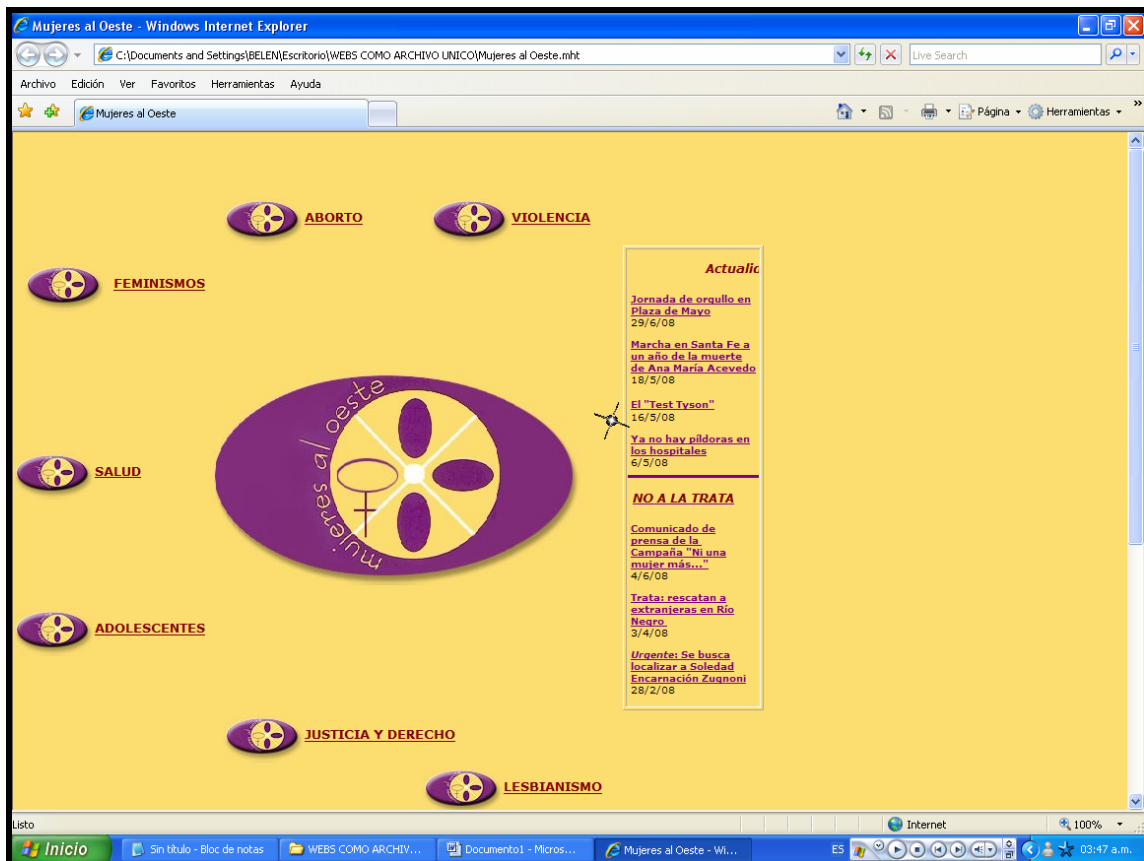 Mujeres al Oeste - Windows Internet Explorer
C:\Documents and Settings\BELEN\Escritorio\WEBS COMO ARCHIVO UNICO\Mujeres al Oeste.mht
Live Search
Archivo Edición Ver Favoritos Herramientas Ayuda
Mujeres al Oeste
Página
Herramientas
»
ABORTO
VIOLENCIA
FEMINISMOS
mujeres al oeste
SALUD
ADOLESCENTES
JUSTICIA Y DERECHO
LESBIANISMO
Actualid
Jornada de orgullo en
Plaza de Mayo
29/6/08
Marcha en Santa Fe a
un año de la muerte
de Ana María Acevedo
18/5/08
El "Test Tyson"
16/5/08
Ya no hay píldoras en
los hospitales
6/5/08
NO A LA TRATA
Comunicado de
prensa de la
Campaña "Ni una
mujer más..."
4/6/08
Trata: rescatan a
extranjeras en Río
Negro
3/4/08
Urgente: Se busca
localizar a Soledad
Encarnación Zugnoni
28/2/08
Listo
Internet
100%
Inicio
Sin título - Bloc de notas
WEBS COMO ARCHIV...
Documento1 - Micros...
Mujeres al Oeste - Wi...
ES
03:47 a.m.